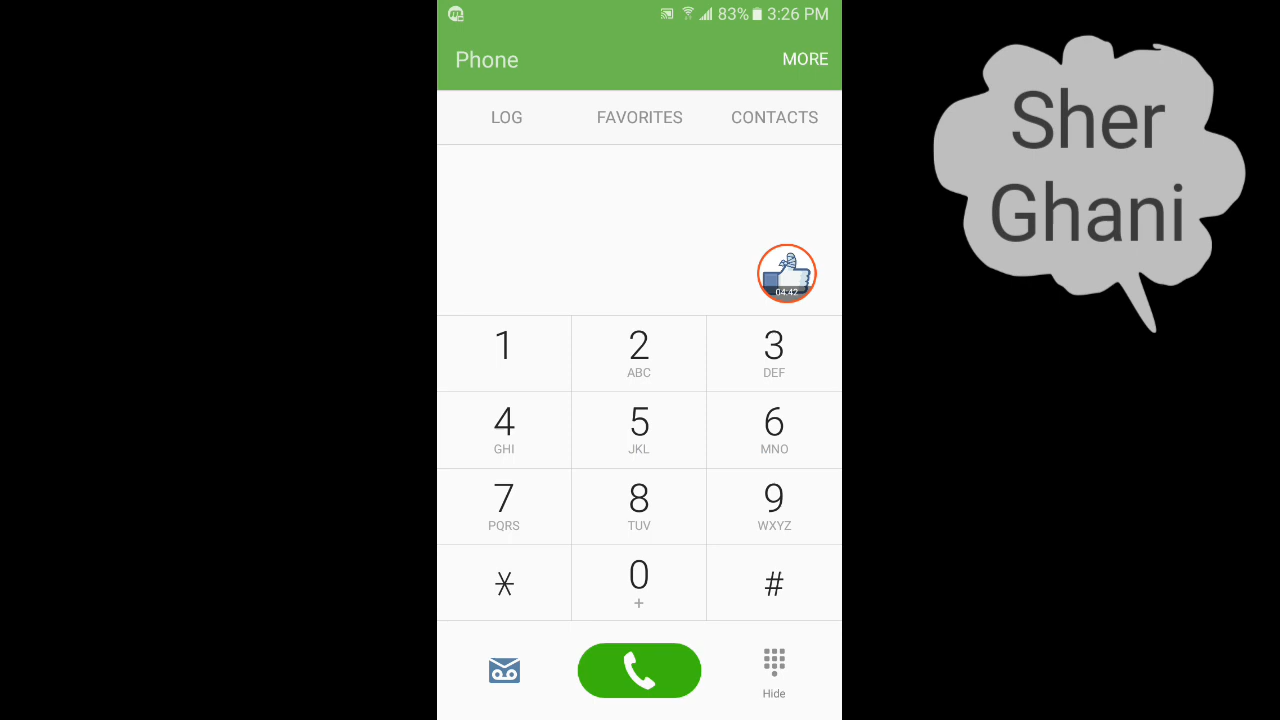 83% 3:26 PM
Phone
MORE
LOG FAVORITES CONTACTS
04:42
1 2 3
ABC DEF
4 5 6
GHI JKL MNO
7 8 9
PQRS TUV WXYZ
* 0 #
+
Hide
Sher
Ghani